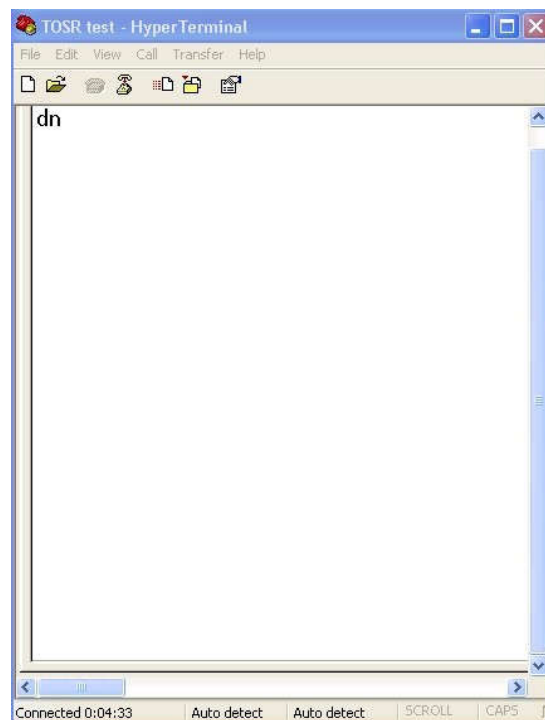 TOSR test - HyperTerminal
File Edit View Call Transfer Help
dn
Connected 0:04:33 Auto detect Auto detect SCROLL CAPS